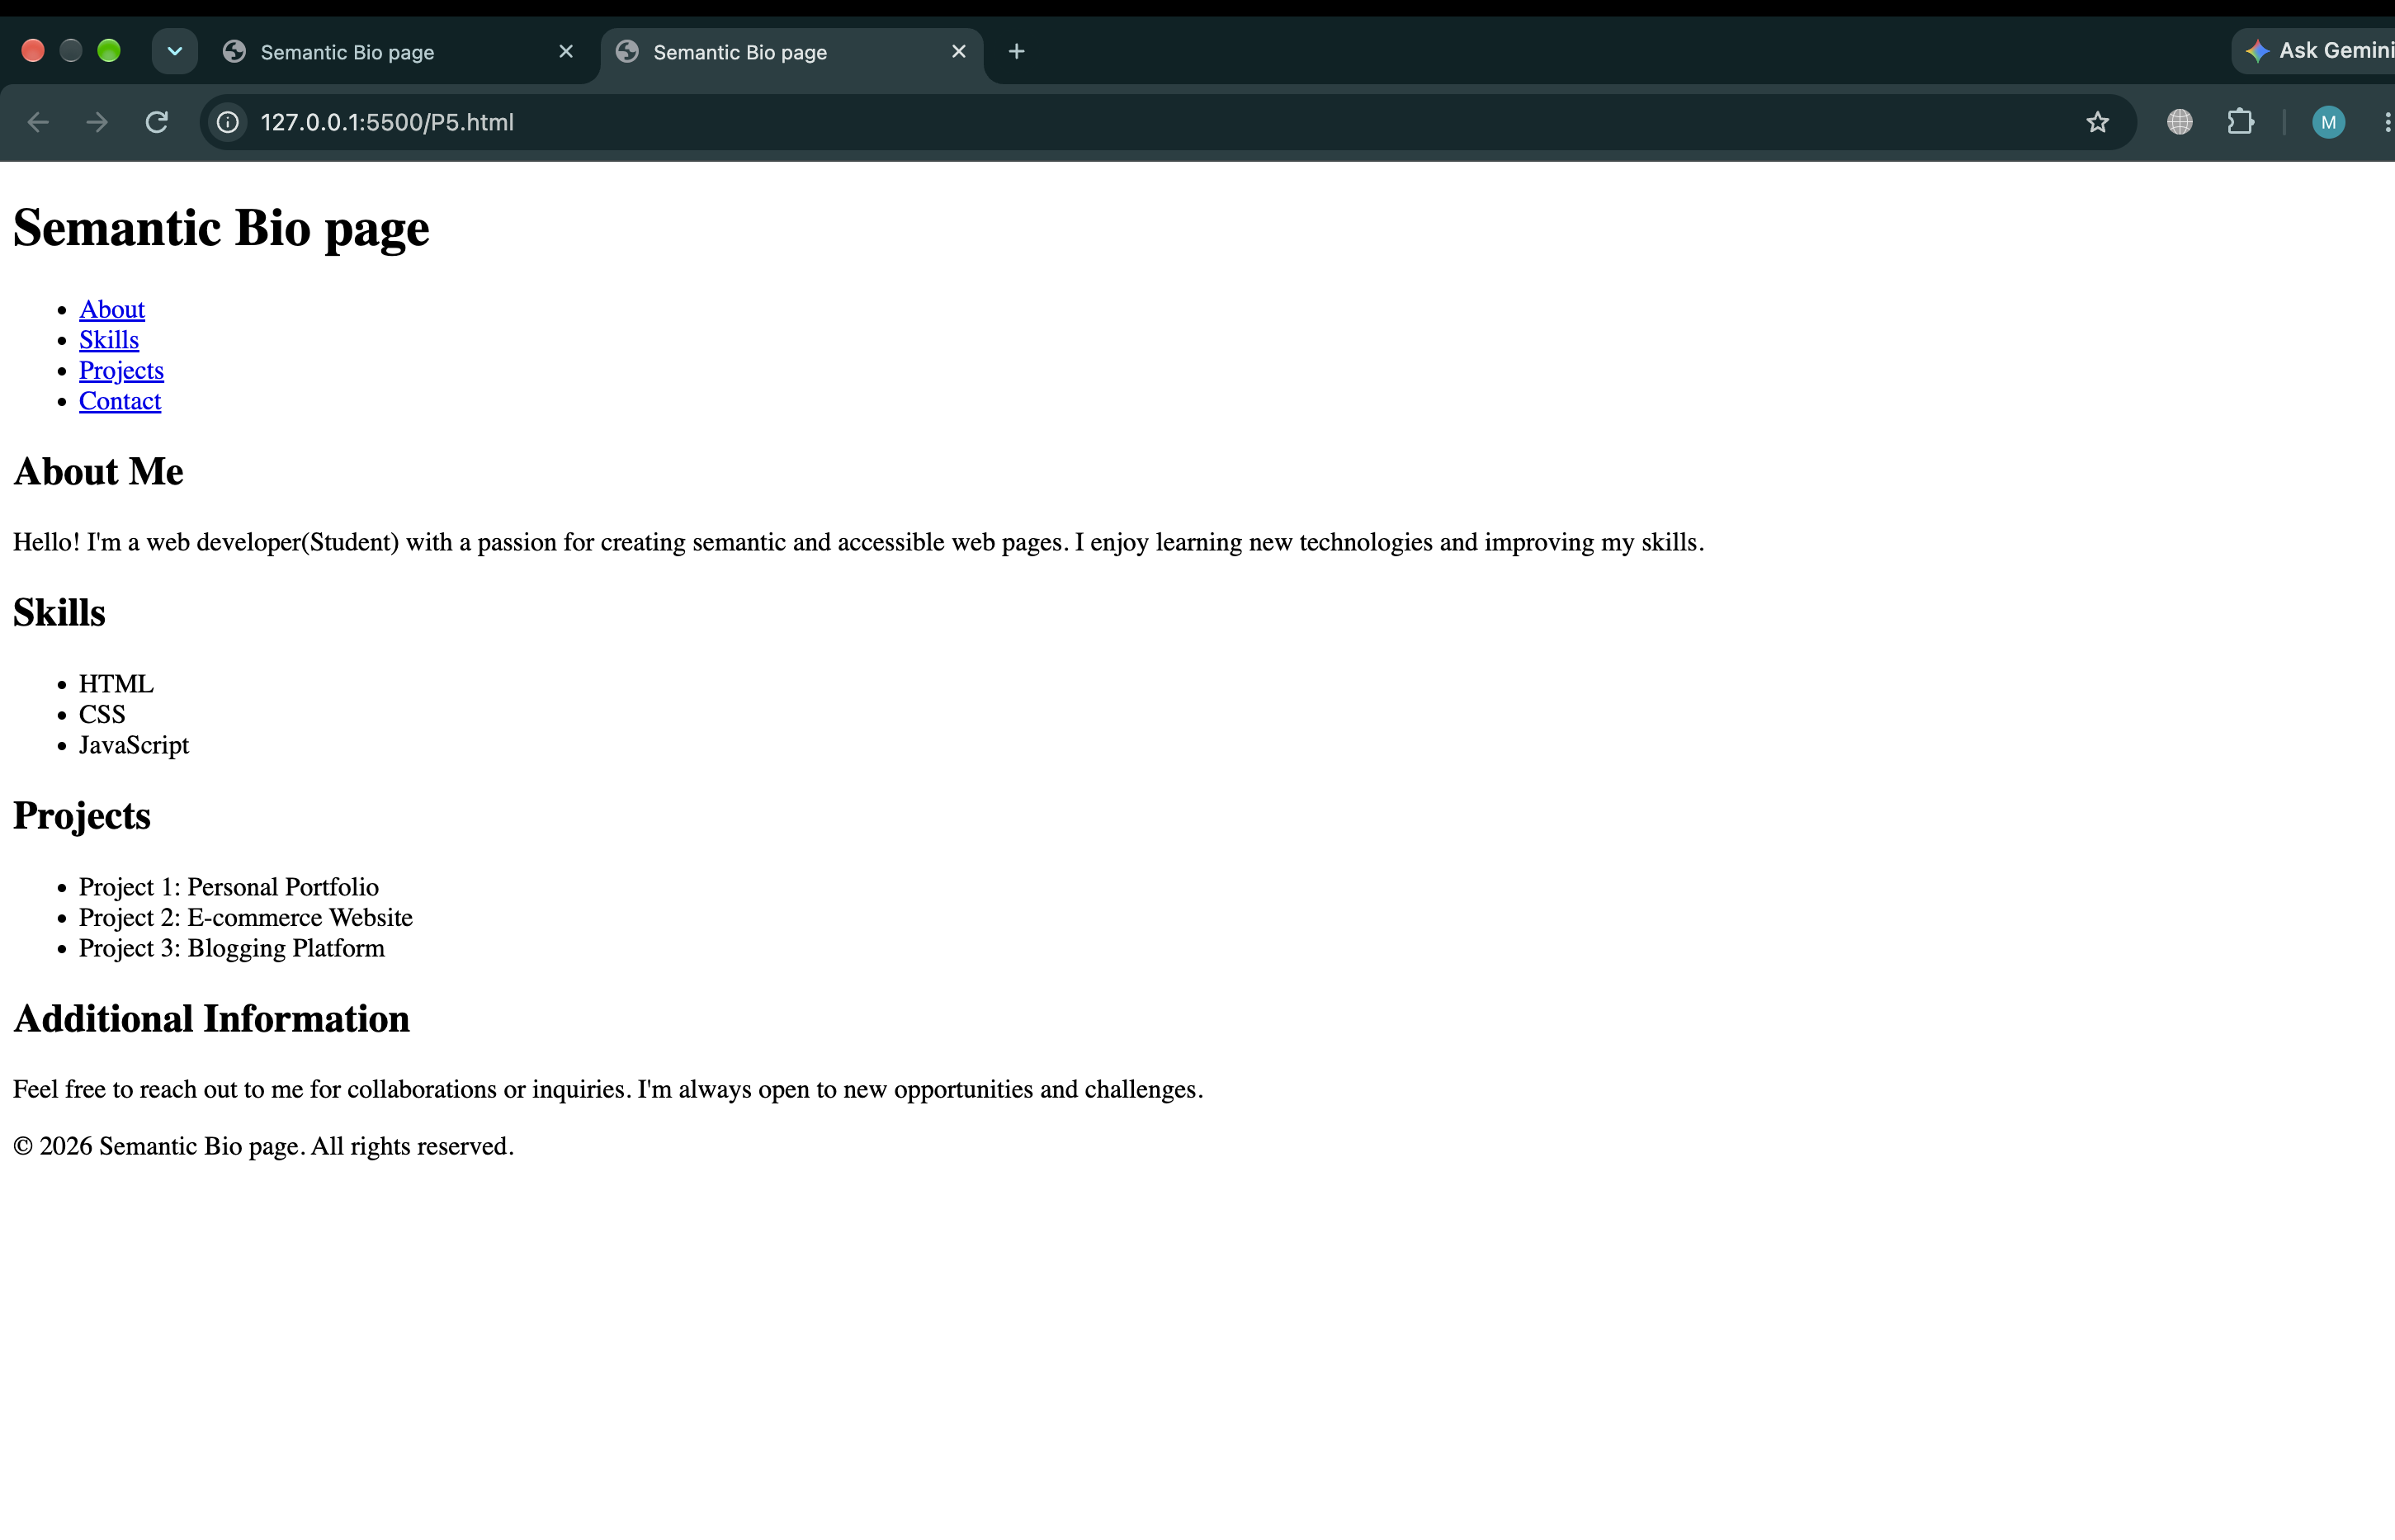 Semantic Bio page
Semantic Bio page
Ask Gemini
127.0.0.1:5500/P5.html
M
Semantic Bio page
About
Skills
Projects
Contact
About Me
Hello! I'm a web developer(Student) with a passion for creating semantic and accessible web pages. I enjoy learning new technologies and improving my skills.
Skills
HTML
CSS
JavaScript
Projects
Project 1: Personal Portfolio
Project 2: E-commerce Website
Project 3: Blogging Platform
Additional Information
Feel free to reach out to me for collaborations or inquiries. I'm always open to new opportunities and challenges.
© 2026 Semantic Bio page. All rights reserved.